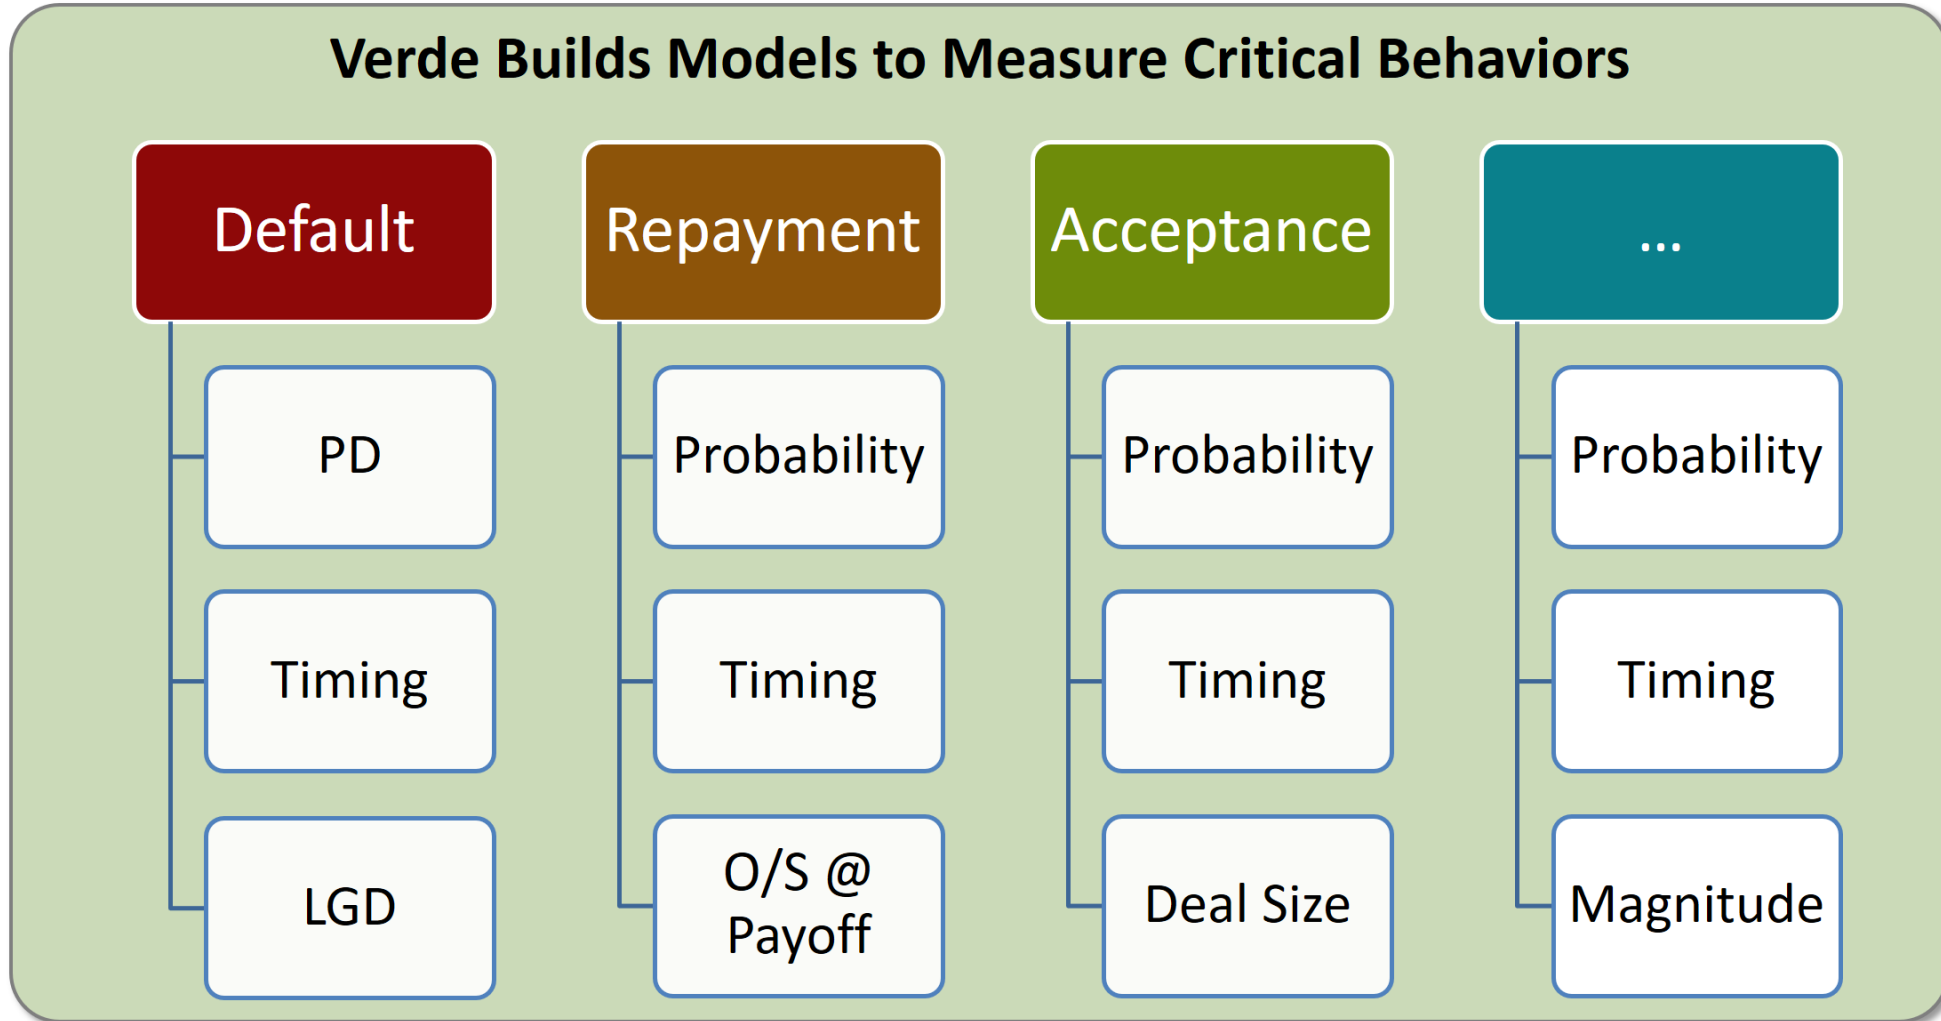 Verde Builds Models to Measure Critical Behaviors
Default
PD
Timing
LGD
Repayment
Probability
Timing
O/S @
Payoff
Acceptance
Probability
Timing
Deal Size
...
Probability
Timing
Magnitude